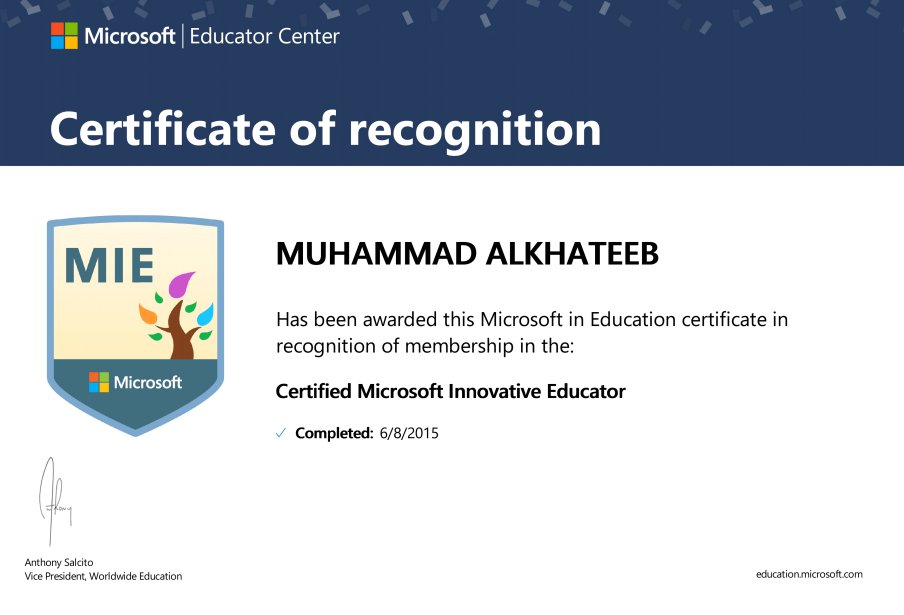 Microsoft | Educator Center
Certificate of recognition
MIE
Microsoft
MUHAMMAD ALKHATEEB
Has been awarded this Microsoft in Education certificate in
recognition of membership in the:
Certified Microsoft Innovative Educator
✓ Completed: 6/8/2015
Anthony
Anthony Salcito
Vice President, Worldwide Education
education.microsoft.com